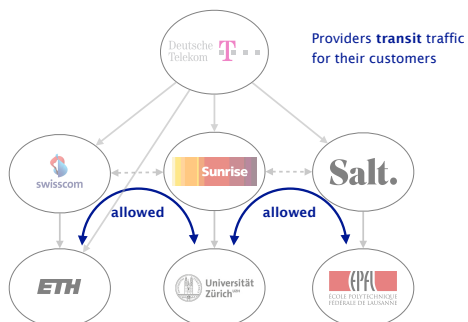 Deutsche
Telekom T
Providers transit traffic
for their customers
swisscom
Sunrise
Salt.
allowed
allowed
ETH
Universität
Zürich UZH
EPFL
ÉCOLE POLYTECHNIQUE
FÉDÉRALE DE LAUSANNE